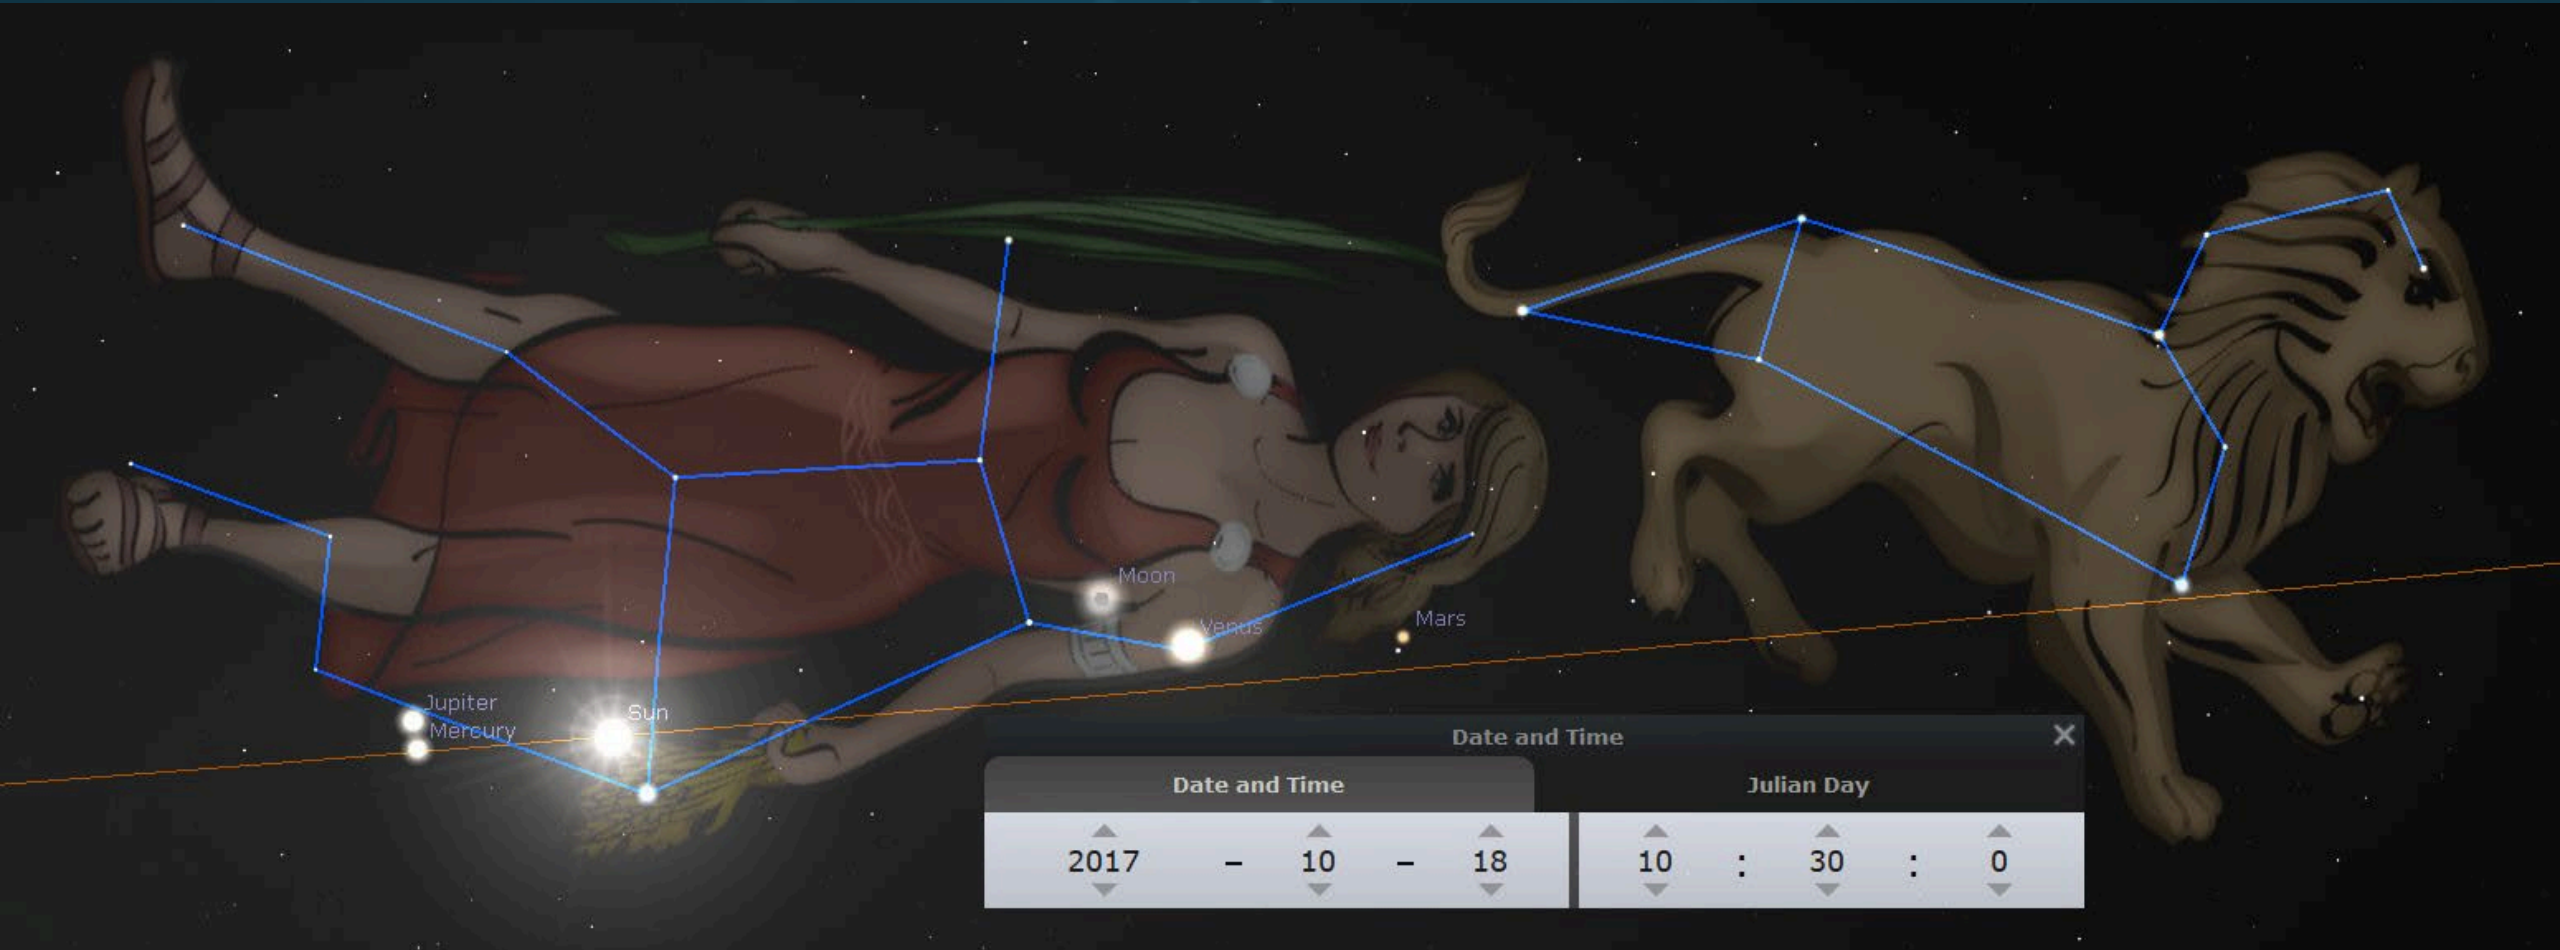 Moon
Venus
Mars
Jupiter
Sun
Mercury
Date and Time
Date and Time Julian Day
2017 - 10 - 18 10 : 30 : 0